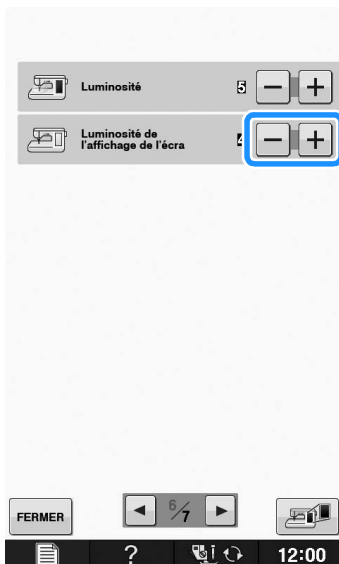 Luminosité 5 − +
Luminosité de
l'affichage de l'écra − +
FERMER 6/7
? 12:00